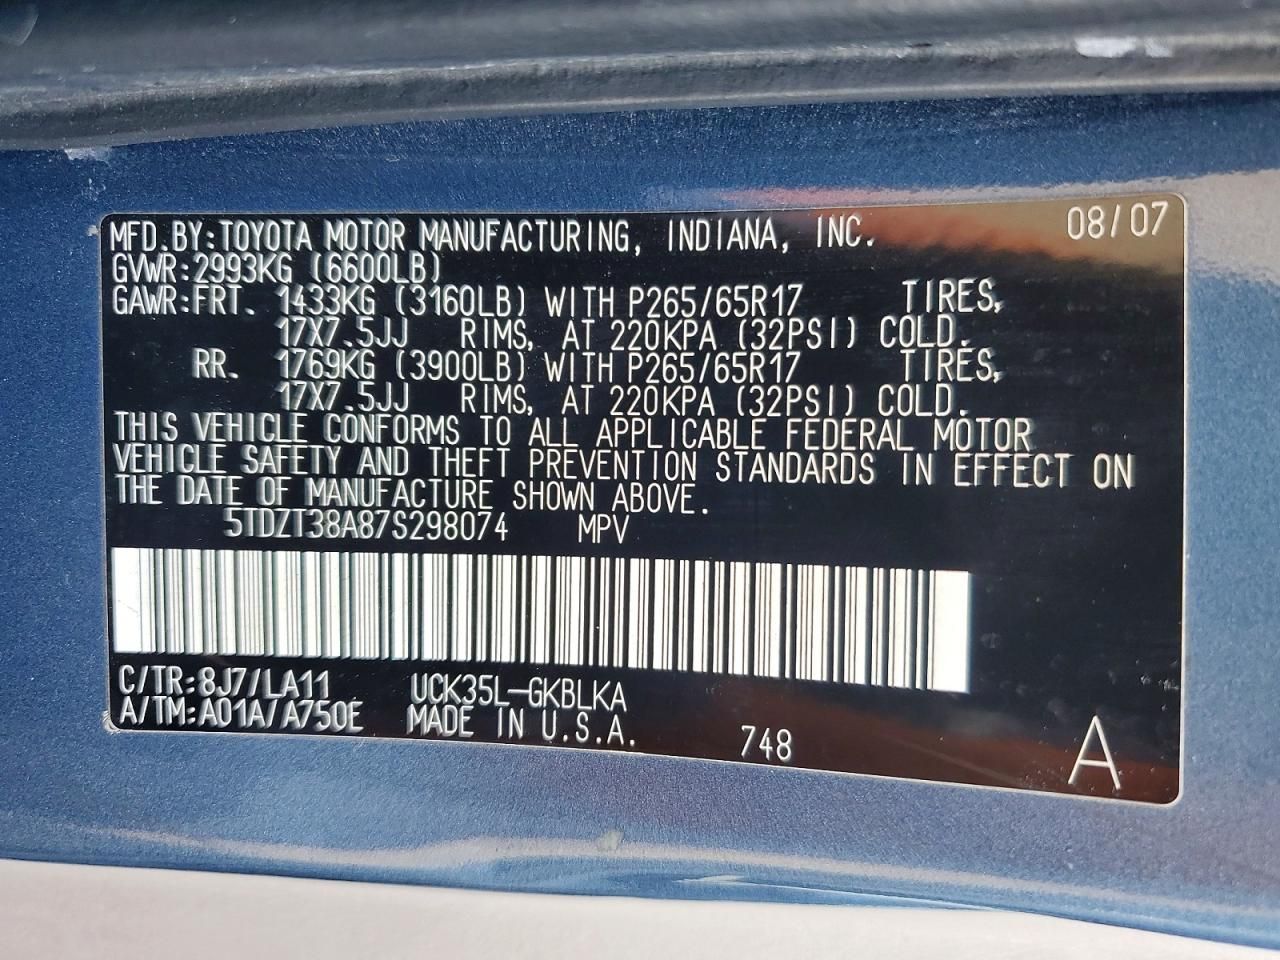 08/07
MFD.BY:TOYOTA MOTOR MANUFACTURING, INDIANA, INC.
GVWR:2993KG (6600LB)
GAWR:FRT. 1433KG (3160LB) WITH P265/65R17 TIRES,
17X7.5JJ RIMS, AT 220KPA (32PSI) COLD.
RR. 1769KG (3900LB) WITH P265/65R17 TIRES,
17X7.5JJ RIMS, AT 220KPA (32PSI) COLD.
THIS VEHICLE CONFORMS TO ALL APPLICABLE FEDERAL MOTOR
VEHICLE SAFETY AND THEFT PREVENTION STANDARDS IN EFFECT ON
THE DATE OF MANUFACTURE SHOWN ABOVE.
5TDZT38A87S298074 MPV
C/TR:8J7/LA11 UCK35L-GKBLKA
A/TM:A01A/A750E MADE IN U.S.A.
748 A